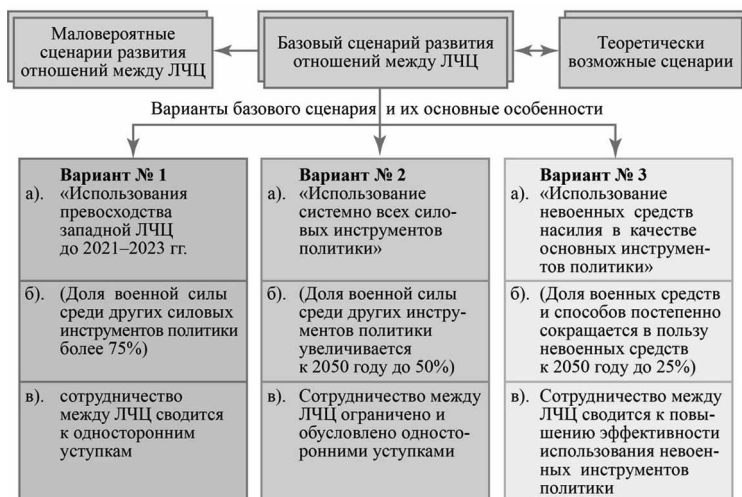 Маловероятные
сценарии развития
отношений между ЛЧЦ
Базовый сценарий развития
отношений между ЛЧЦ
Теоретически
возможные сценарии
Варианты базового сценария и их основные особенности
Вариант № 1
а). «Использования
превосходства
западной ЛЧЦ
до 2021–2023 гг.
б). (Доля военной силы
среди других силовых
инструментов политики
более 75%)
в). сотрудничество
между ЛЧЦ сводится
к односторонним
уступкам
Вариант № 2
а). «Использование
системно всех сило-
вых инструментов
политики»
б). (Доля военной силы
среди других инстру-
ментов политики
увеличивается
к 2050 году до 50%)
в). Сотрудничество между
ЛЧЦ ограничено и
обусловлено односто-
ронними уступками
Вариант № 3
а). «Использование
невоенных средств
насилия в качестве
основных инструмен-
тов политики»
б). (Доля военных средств
и способов постепенно
сокращается в пользу
невоенных средств
к 2050 году до 25%)
в). Сотрудничество между
ЛЧЦ сводится к повы-
шению эффективности
использования невоен-
ных инструментов
политики